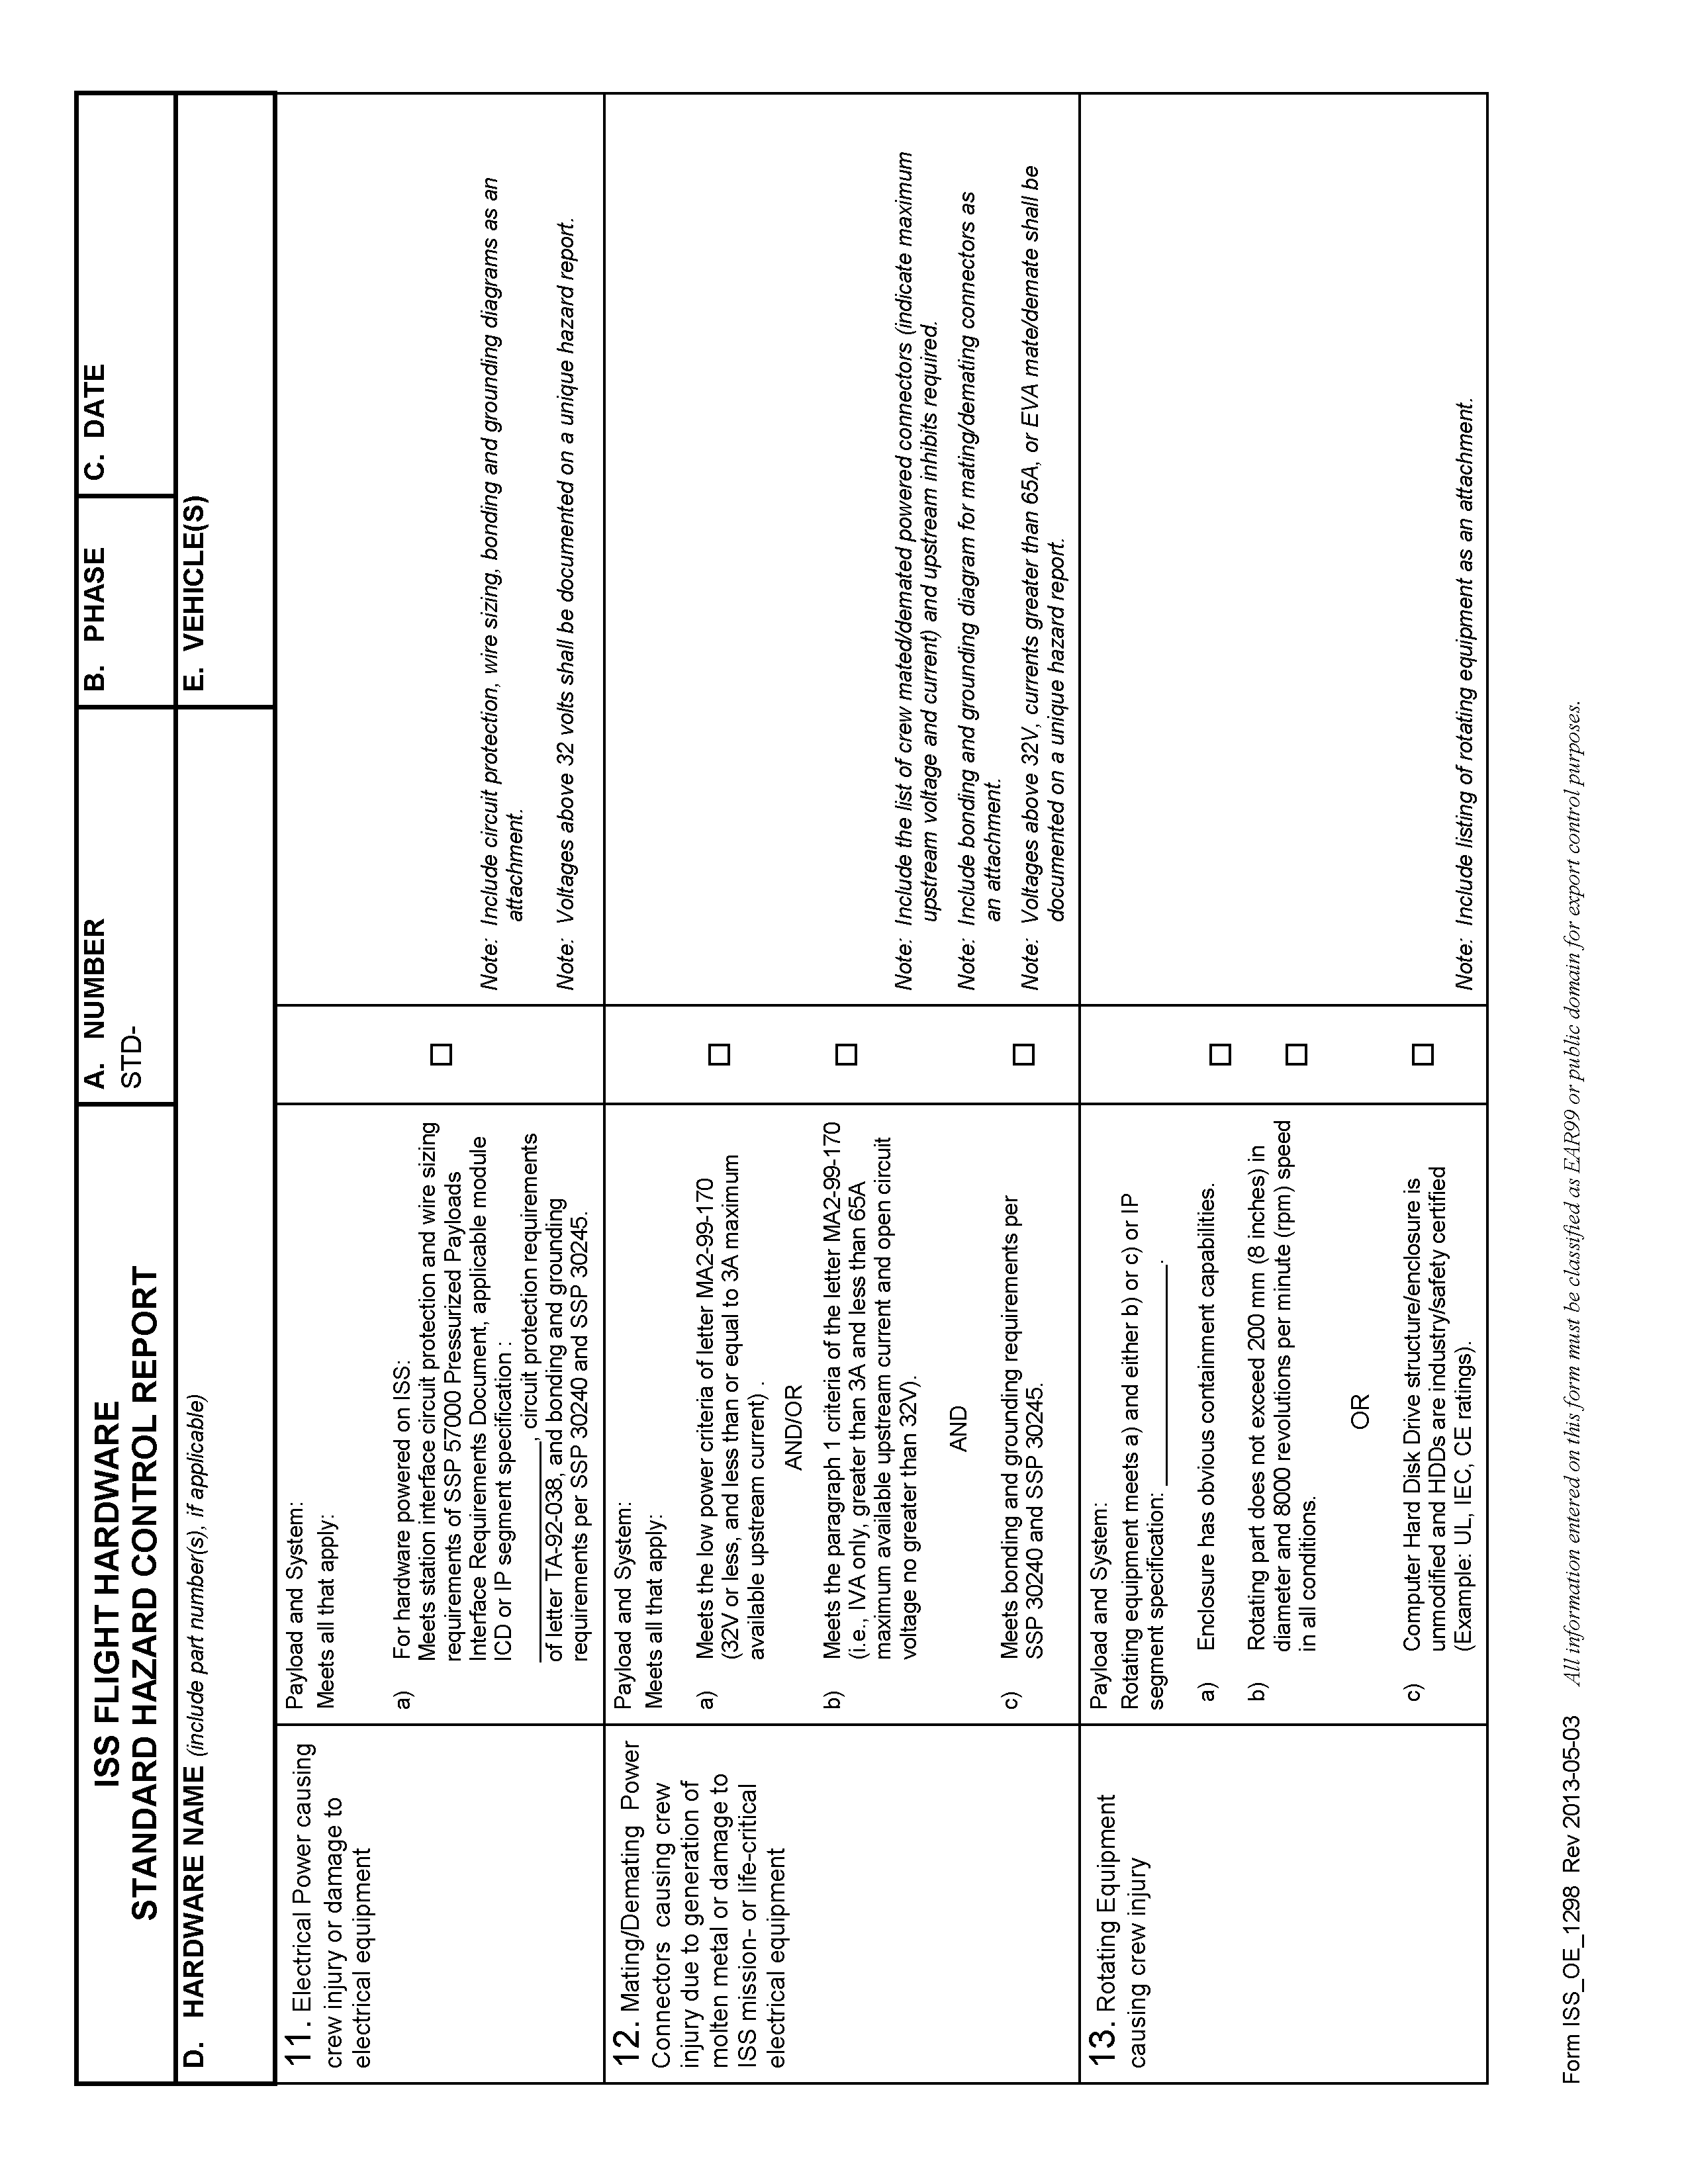 ISS FLIGHT HARDWARE
STANDARD HAZARD CONTROL REPORT
A. NUMBER
STD-
B. PHASE
C. DATE
D. HARDWARE NAME (include part number(s), if applicable)
E. VEHICLE(S)
11. Electrical Power causing
crew injury or damage to
electrical equipment
Payload and System:
Meets all that apply:
a) For hardware powered on ISS:
Meets station interface circuit protection and wire sizing
requirements of SSP 57000 Pressurized Payloads
Interface Requirements Document, applicable module
ICD or IP segment specification :
________________, circuit protection requirements
of letter TA-92-038, and bonding and grounding
requirements per SSP 30240 and SSP 30245.
☐
Note: Include circuit protection, wire sizing, bonding and grounding diagrams as an
attachment.
Note: Voltages above 32 volts shall be documented on a unique hazard report.
12. Mating/Demating Power
Connectors causing crew
injury due to generation of
molten metal or damage to
ISS mission- or life-critical
electrical equipment
Payload and System:
Meets all that apply:
a) Meets the low power criteria of letter MA2-99-170
(32V or less, and less than or equal to 3A maximum
available upstream current) .
AND/OR
b) Meets the paragraph 1 criteria of the letter MA2-99-170
(i.e., IVA only, greater than 3A and less than 65A
maximum available upstream current and open circuit
voltage no greater than 32V).
AND
c) Meets bonding and grounding requirements per
SSP 30240 and SSP 30245.
☐
☐
☐
Note: Include the list of crew mated/demated powered connectors (indicate maximum
upstream voltage and current) and upstream inhibits required.
Note: Include bonding and grounding diagram for mating/demating connectors as
an attachment.
Note: Voltages above 32V, currents greater than 65A, or EVA mate/demate shall be
documented on a unique hazard report.
13. Rotating Equipment
causing crew injury
Payload and System:
Rotating equipment meets a) and either b) or c) or IP
segment specification: ________________.
a) Enclosure has obvious containment capabilities.
b) Rotating part does not exceed 200 mm (8 inches) in
diameter and 8000 revolutions per minute (rpm) speed
in all conditions.
OR
c) Computer Hard Disk Drive structure/enclosure is
unmodified and HDDs are industry/safety certified
(Example: UL, IEC, CE ratings).
☐
☐
☐
Note: Include listing of rotating equipment as an attachment.
Form ISS_OE_1298 Rev 2013-05-03 All information entered on this form must be classified as EAR99 or public domain for export control purposes.